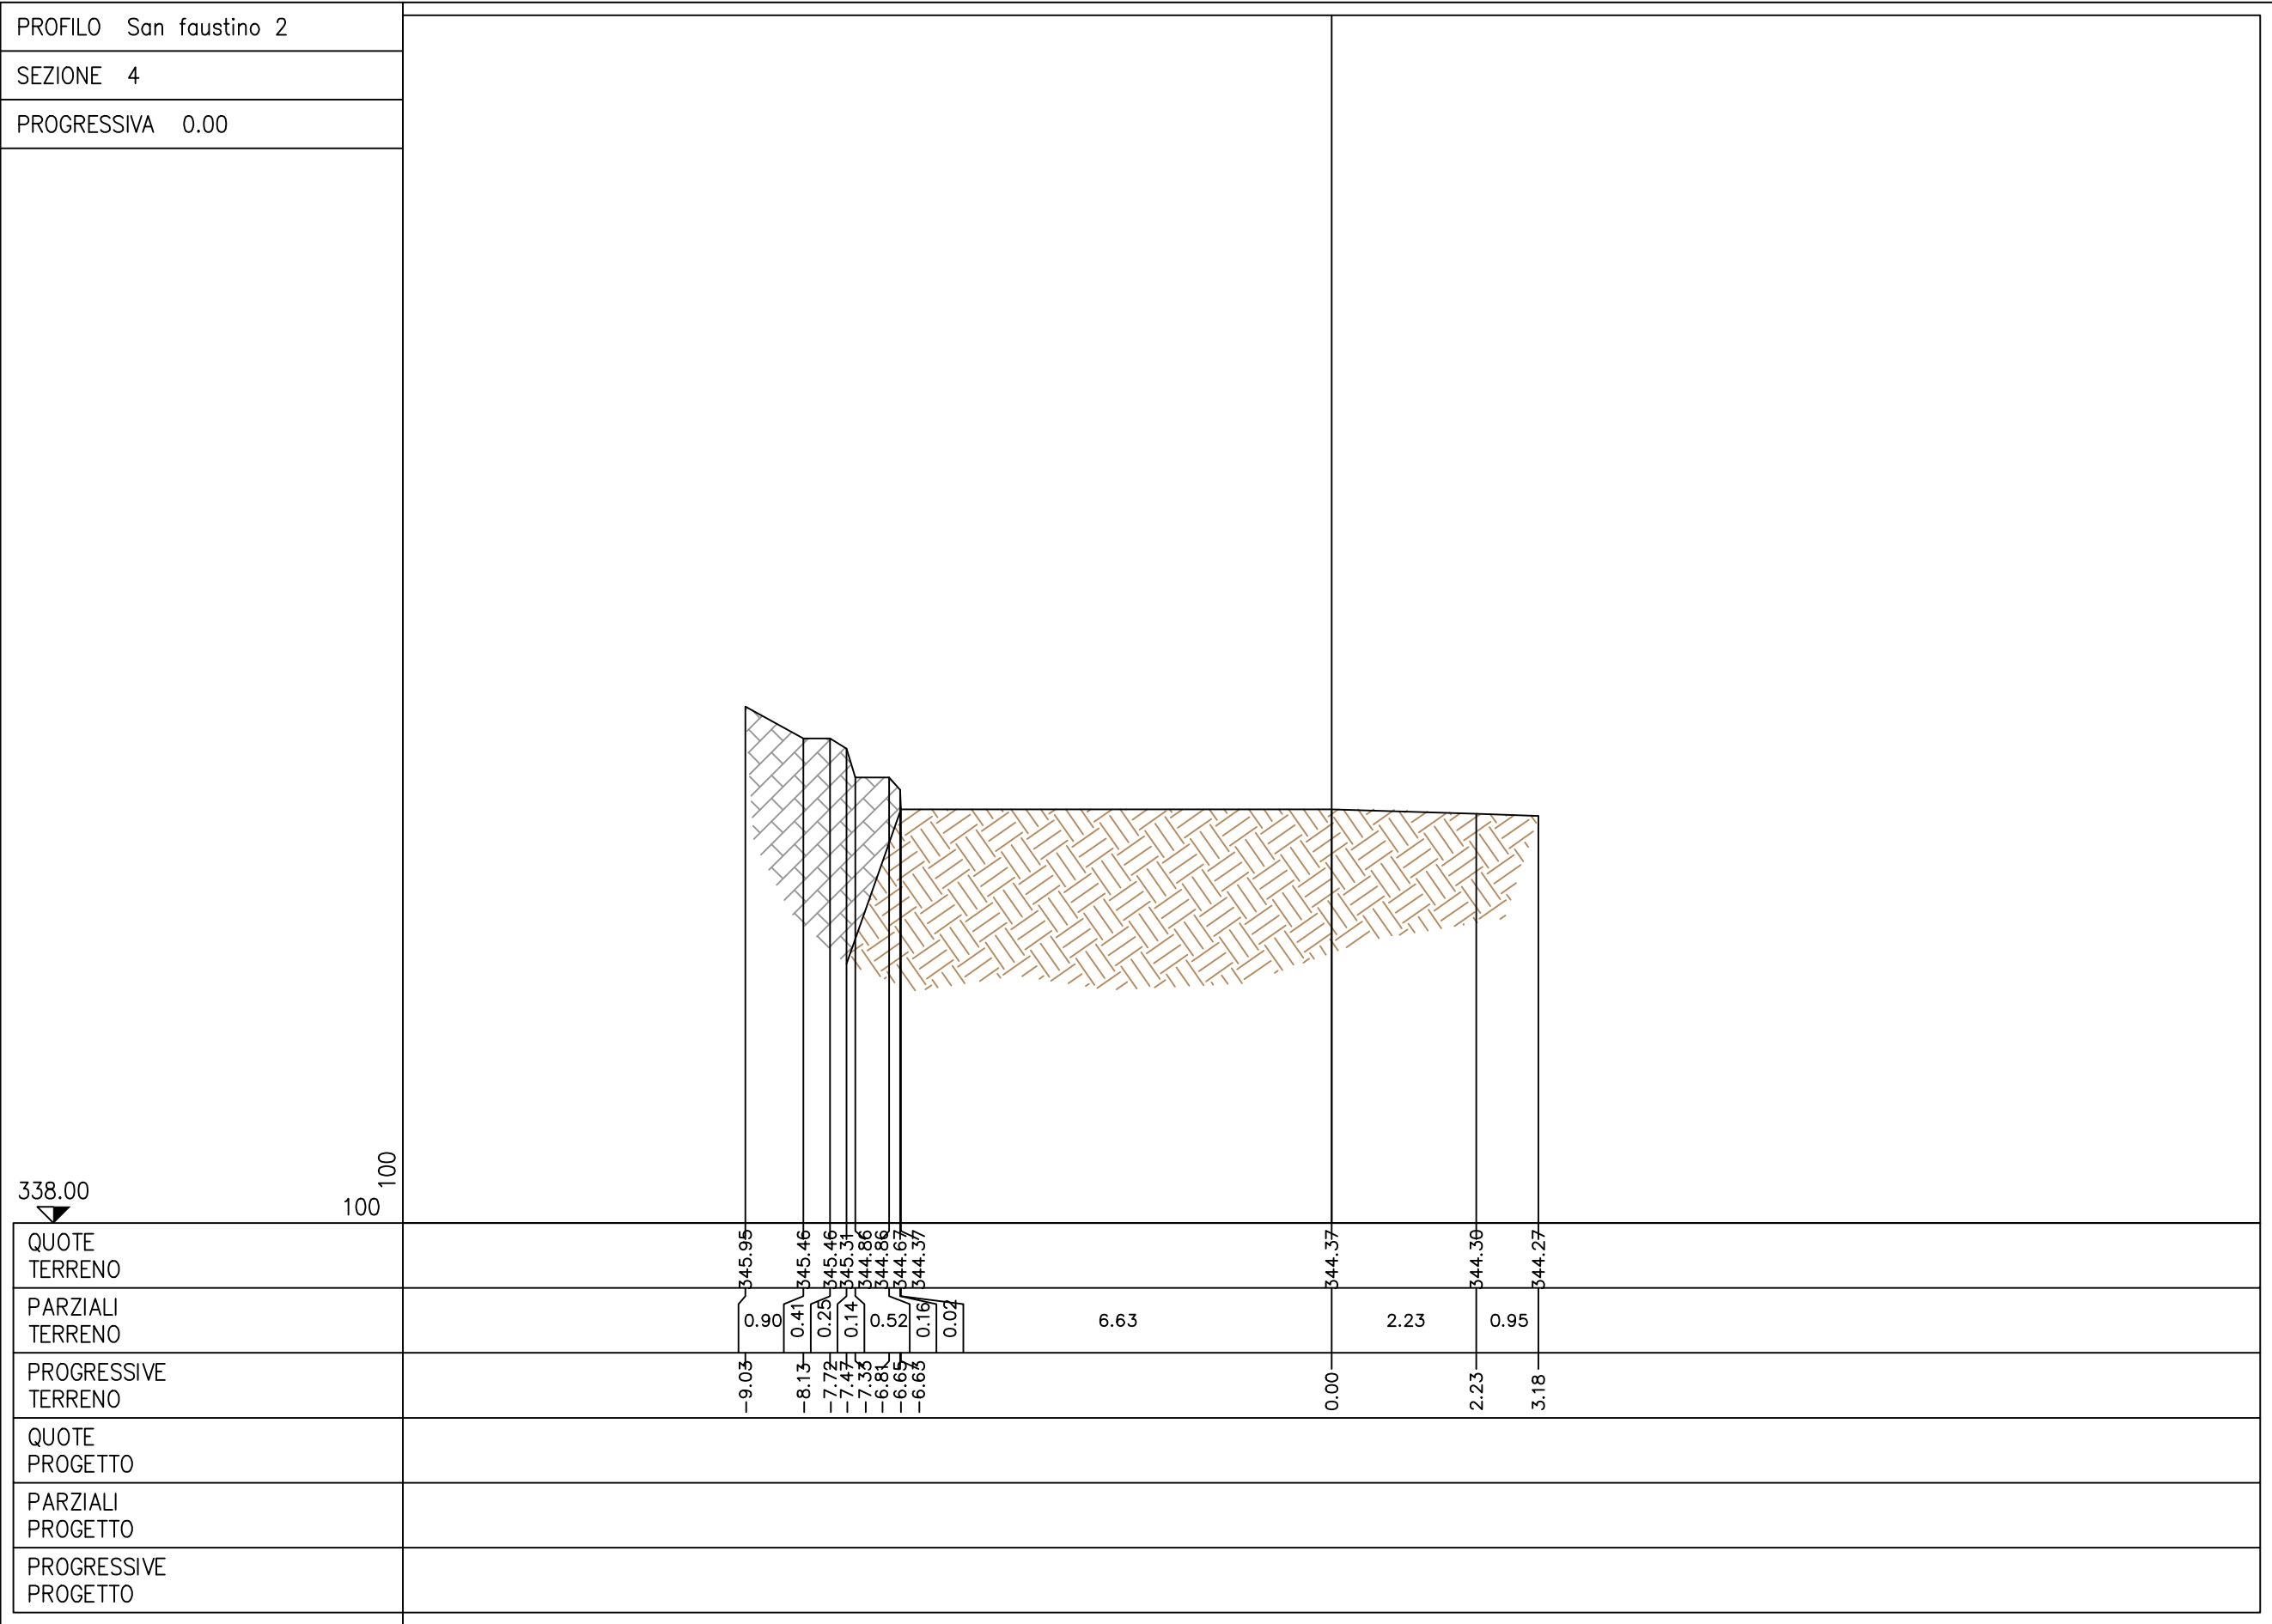 PROFILO San faustino 2
SEZIONE 4
PROGRESSIVA 0.00
100
338.00
100
QUOTE
TERRENO
345.95 345.46 345.46 345.31 344.86 344.86 344.67 344.37 344.37 344.30 344.27
PARZIALI
TERRENO
0.90 0.41 0.25 0.14 0.52 0.16 0.02 6.63 2.23 0.95
PROGRESSIVE
TERRENO
-9.03 -8.13 -7.72 -7.47 -7.33 -6.81 -6.65 -6.63 0.00 2.23 3.18
QUOTE
PROGETTO
PARZIALI
PROGETTO
PROGRESSIVE
PROGETTO